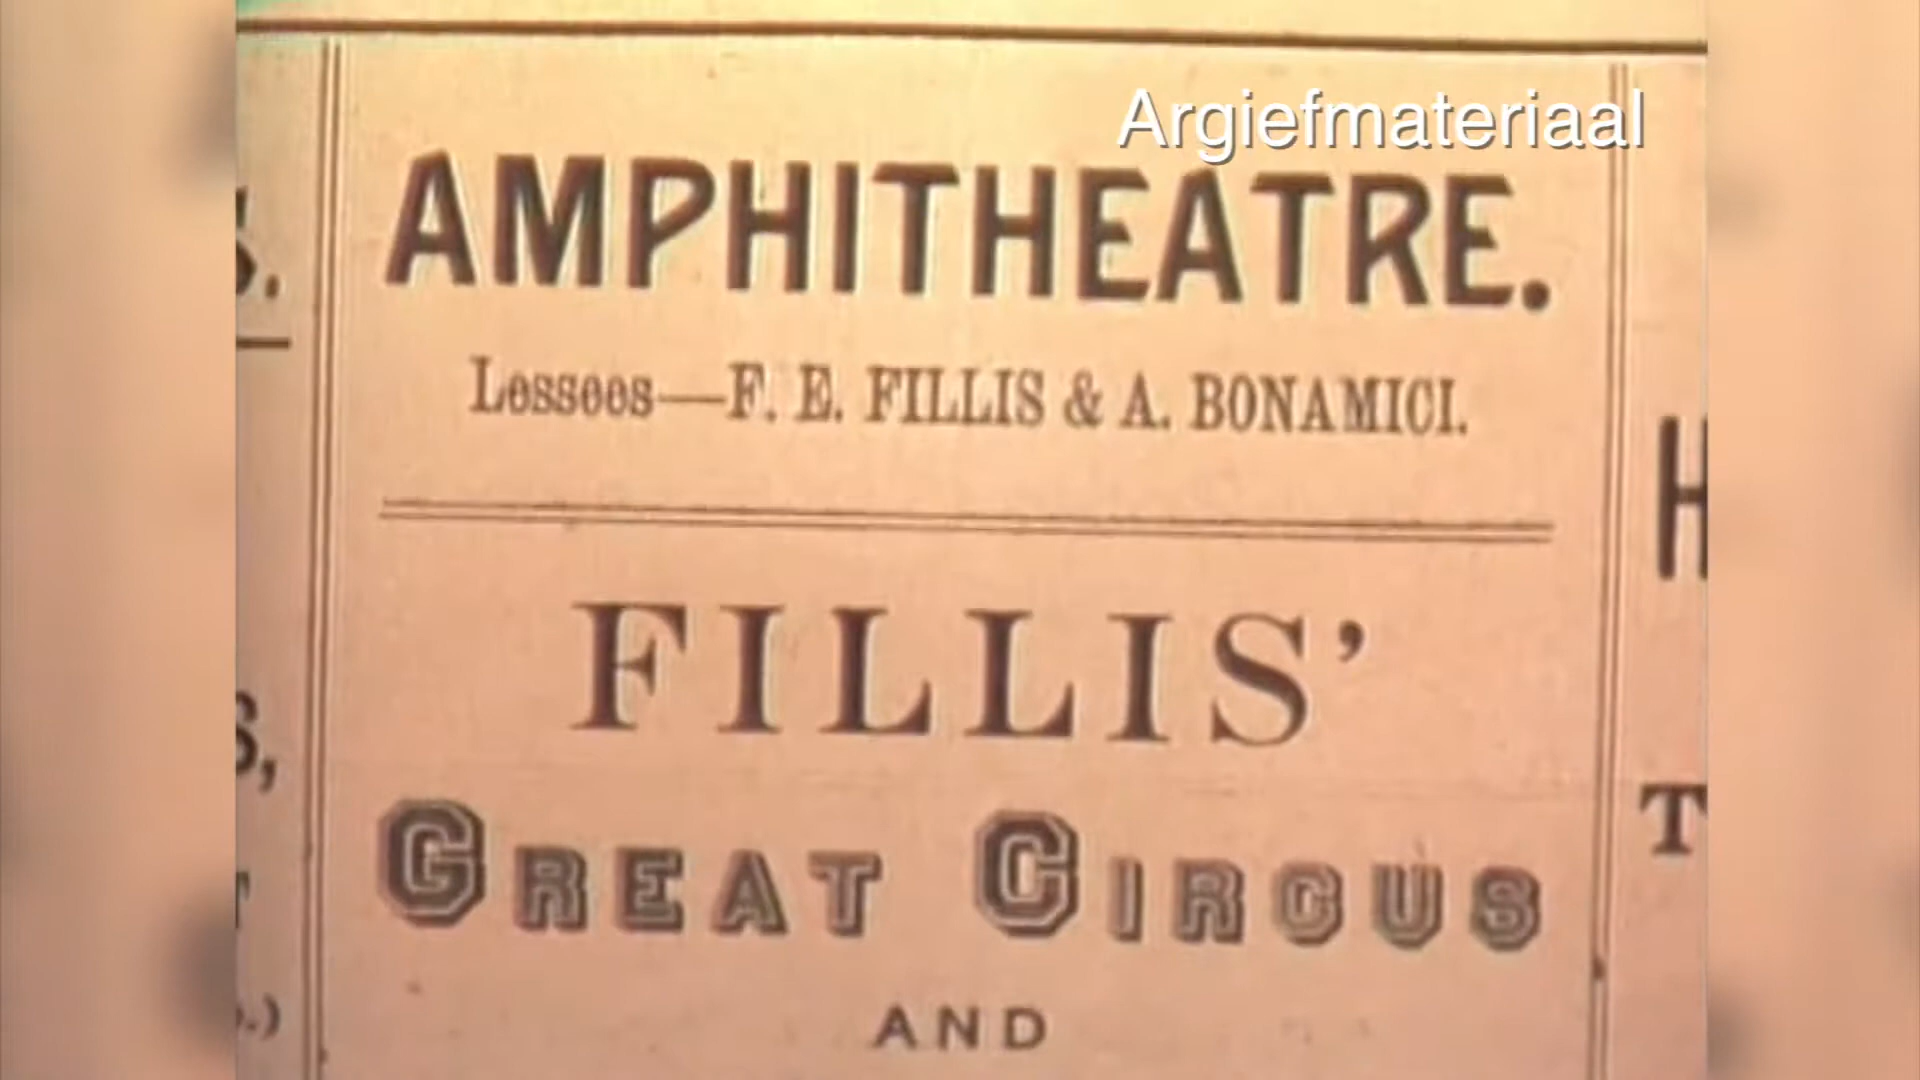 Argiefmateriaal
AMPHITHEATRE.
Lessees—F. E. FILLIS & A. BONAMICI.
FILLIS’
GREAT CIRCUS
AND